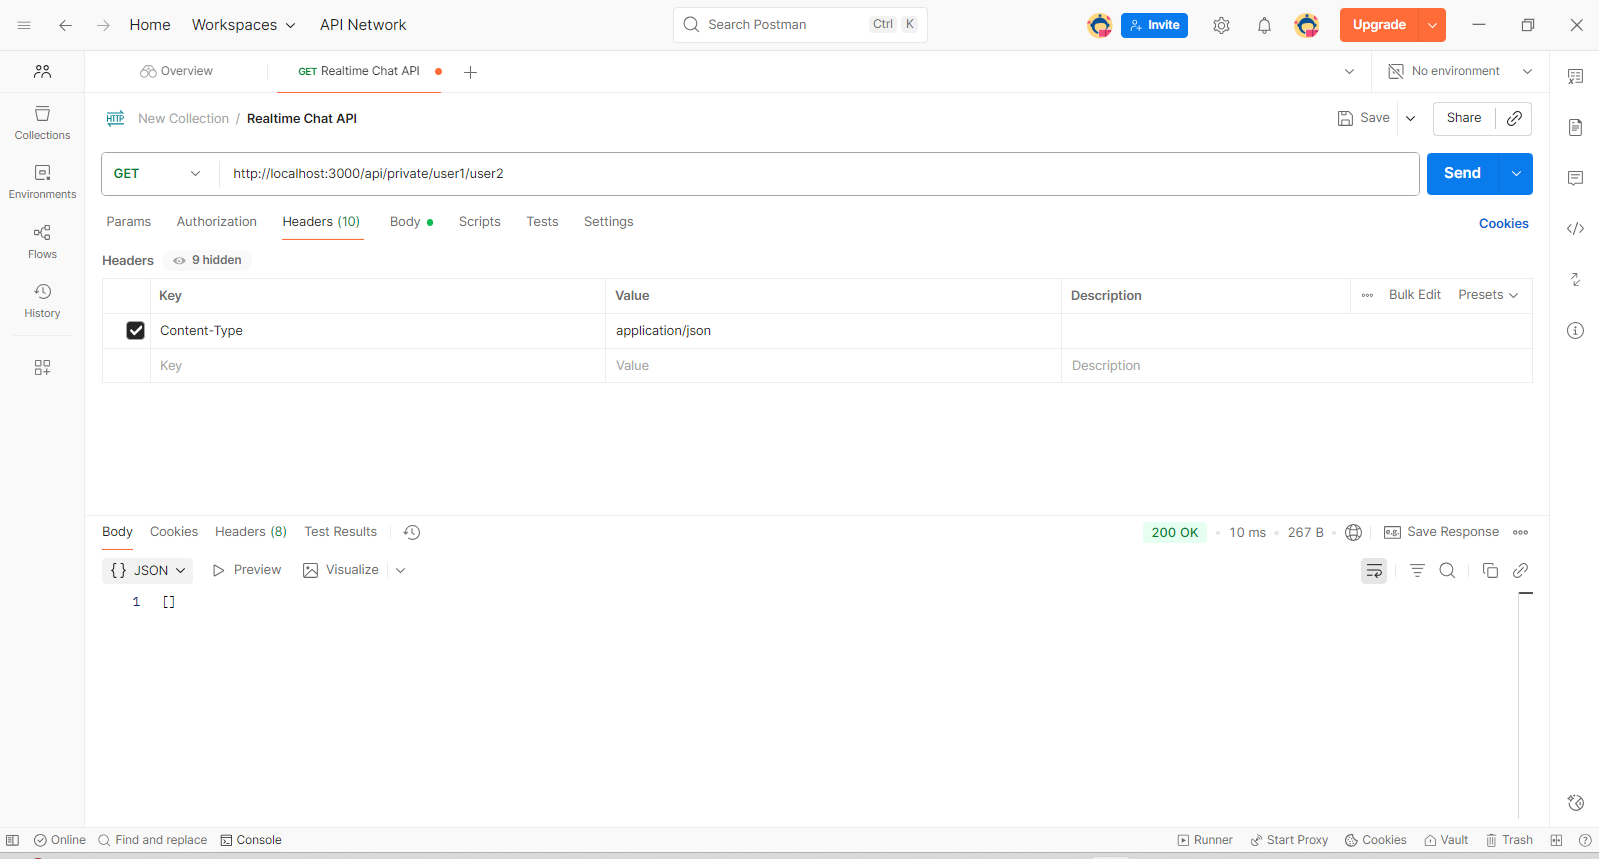 Home Workspaces API Network Search Postman Ctrl K Invite Upgrade
Overview GET Realtime Chat API No environment
HTTP New Collection / Realtime Chat API Save Share
Collections
GET http://localhost:3000/api/private/user1/user2 Send
Environments
Params Authorization Headers (10) Body Scripts Tests Settings Cookies
Flows
Headers 9 hidden
Key Value Description Bulk Edit Presets
History
Content-Type application/json
Key Value Description
Body Cookies Headers (8) Test Results 200 OK 10 ms 267 B e.g. Save Response
{} JSON Preview Visualize
1 []
Online Find and replace Console Runner Start Proxy Cookies Vault Trash